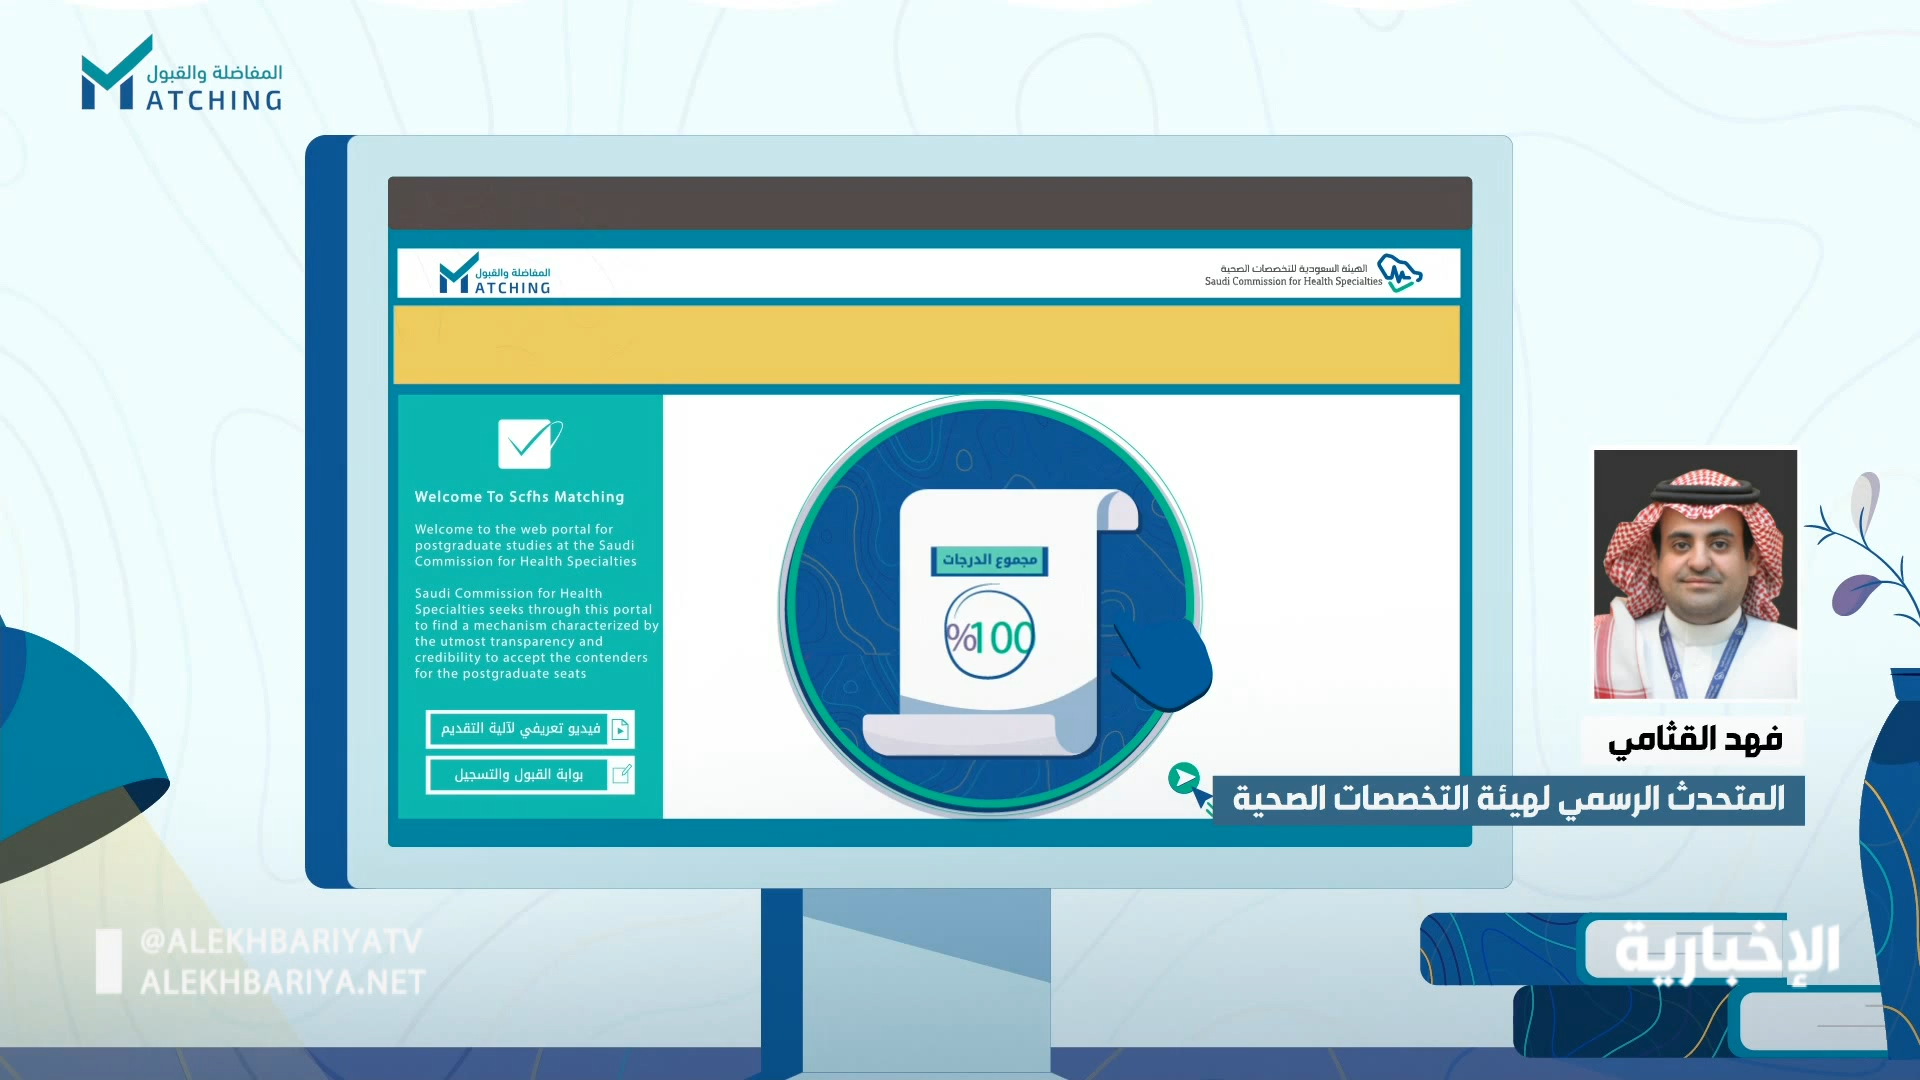 المفاضلة والقبول
MATCHING
المفاضلة والقبول
MATCHING
الهيئة السعودية للتخصصات الصحية
Saudi Commission for Health Specialties
Welcome To Scfhs Matching
Welcome to the web portal for
postgraduate studies at the Saudi
Commission for Health Specialties
Saudi Commission for Health
Specialties seeks through this portal
to find a mechanism characterized by
the utmost transparency and
credibility to accept the contenders
for the postgraduate seats
فيديو تعريفي لآلية التقديم
بوابة القبول والتسجيل
مجموع الدرجات
%100
فهد القثامي
المتحدث الرسمي لهيئة التخصصات الصحية
@ALEKHBARIYATV
ALEKHBARIYA.NET
الإخبارية